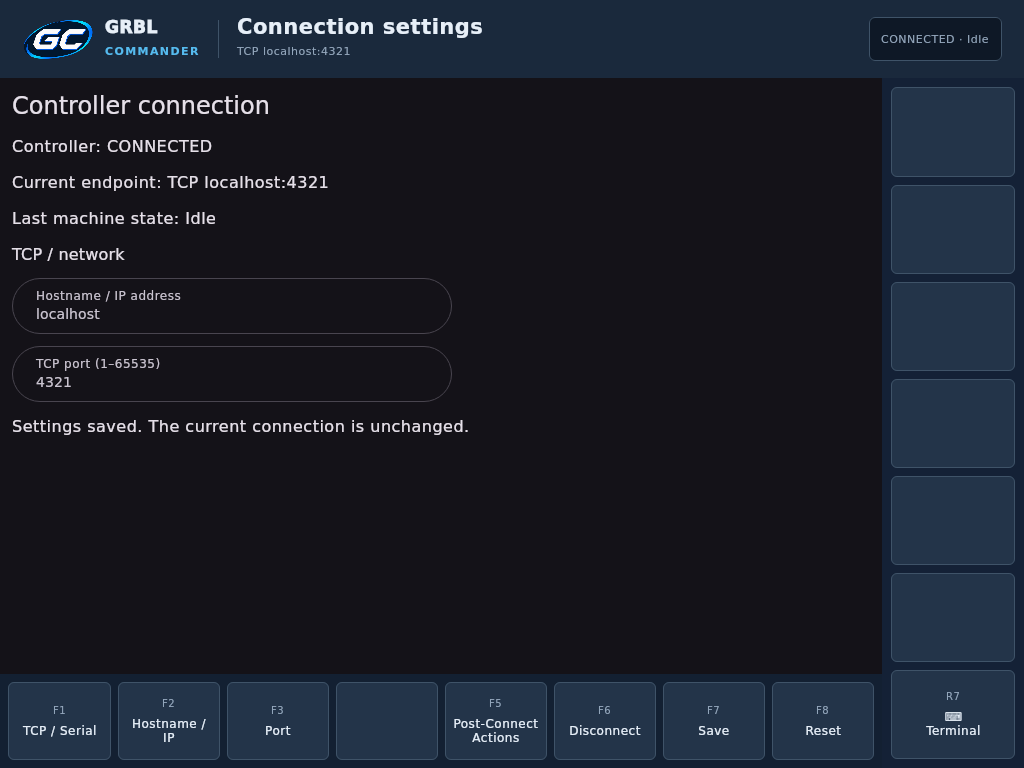 GC
GRBL
COMMANDER
Connection settings
TCP localhost:4321
CONNECTED · Idle
Controller connection
Controller: CONNECTED
Current endpoint: TCP localhost:4321
Last machine state: Idle
TCP / network
Hostname / IP address
localhost
TCP port (1–65535)
4321
Settings saved. The current connection is unchanged.
F1
TCP / Serial
F2
Hostname /
IP
F3
Port
F5
Post-Connect
Actions
F6
Disconnect
F7
Save
F8
Reset
R7
⌨
Terminal